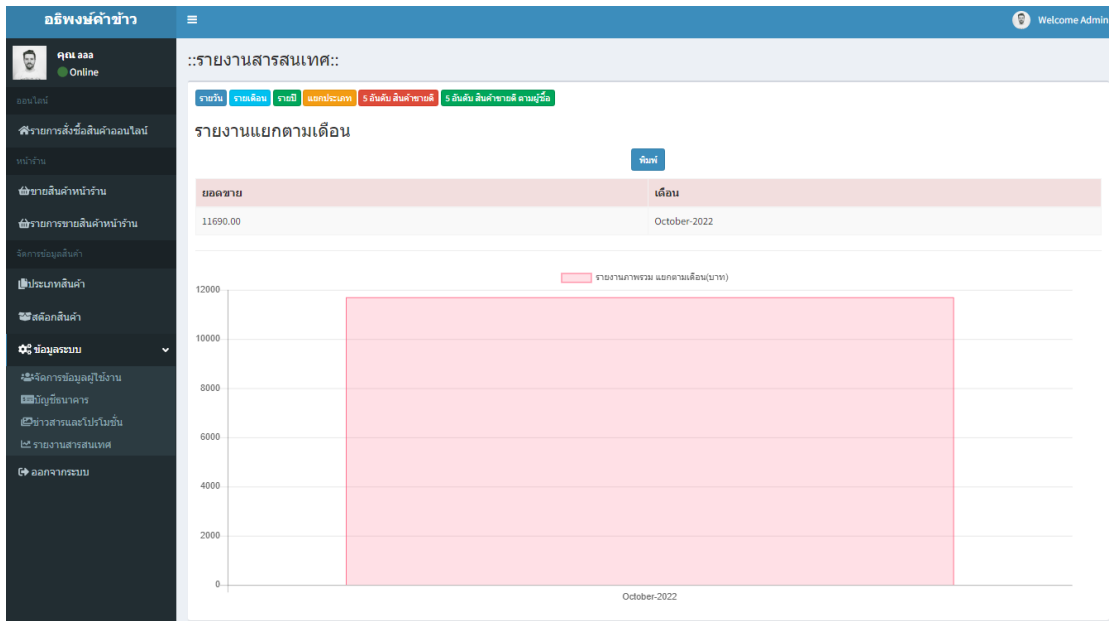 อธิพงษ์ค้าข้าว
Welcome Admin
คุณ aaa
Online
ออนไลน์
รายการสั่งซื้อสินค้าออนไลน์
หน้าร้าน
ขายสินค้าหน้าร้าน
รายการขายสินค้าหน้าร้าน
จัดการข้อมูลสินค้า
ประเภทสินค้า
สต๊อกสินค้า
ข้อมูลระบบ
จัดการข้อมูลผู้ใช้งาน
บัญชีธนาคาร
ข่าวสารและโปรโมชั่น
รายงานสารสนเทศ
ออกจากระบบ
::รายงานสารสนเทศ::
รายวัน รายเดือน รายปี แยกประเภท 5 อันดับ สินค้าขายดี 5 อันดับ สินค้าขายดี ตามผู้ซื้อ
รายงานแยกตามเดือน
พิมพ์
ยอดขาย เดือน
11690.00 October-2022
รายงานภาพรวม แยกตามเดือน(บาท)
12000
10000
8000
6000
4000
2000
0
October-2022